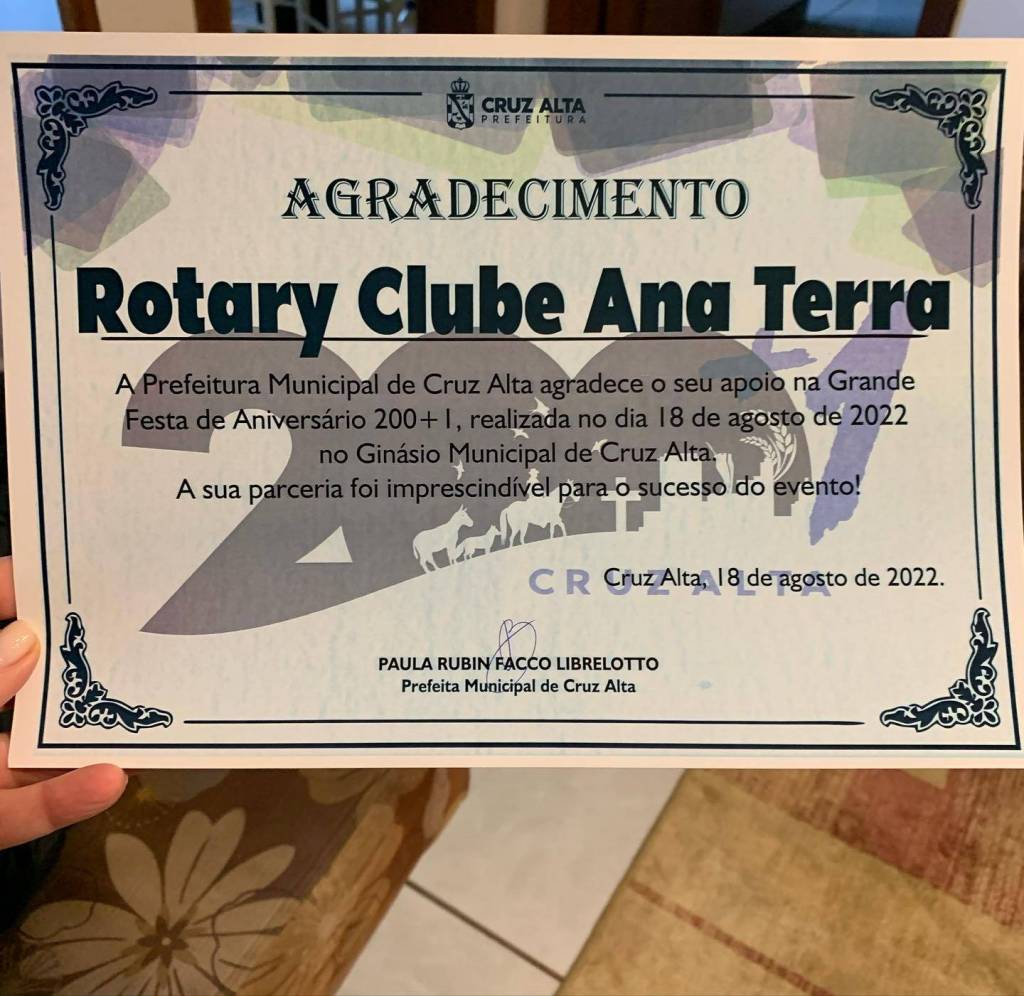 CRUZ ALTA
PREFEITURA
AGRADECIMENTO
Rotary Clube Ana Terra
A Prefeitura Municipal de Cruz Alta agradece o seu apoio na Grande
Festa de Aniversário 200+1, realizada no dia 18 de agosto de 2022
no Ginásio Municipal de Cruz Alta.
A sua parceria foi imprescindível para o sucesso do evento!
200+1
CRUZ ALTA
Cruz Alta, 18 de agosto de 2022.
PAULA RUBIN FACCO LIBRELOTTO
Prefeita Municipal de Cruz Alta